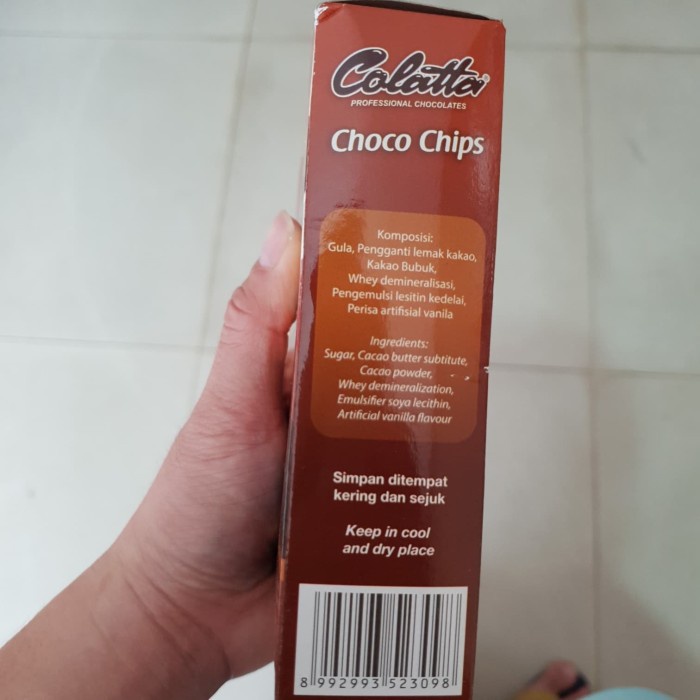 Colatta®
PROFESSIONAL CHOCOLATES
Choco Chips
Komposisi:
Gula, Pengganti lemak kakao,
Kakao Bubuk,
Whey demineralisasi,
Pengemulsi lesitin kedelai,
Perisa artifisial vanila
Ingredients:
Sugar, Cacao butter subtitute,
Cacao powder,
Whey demineralization,
Emulsifier soya lecithin,
Artificial vanilla flavour
Simpan ditempat
kering dan sejuk
Keep in cool
and dry place
8 992993 523098